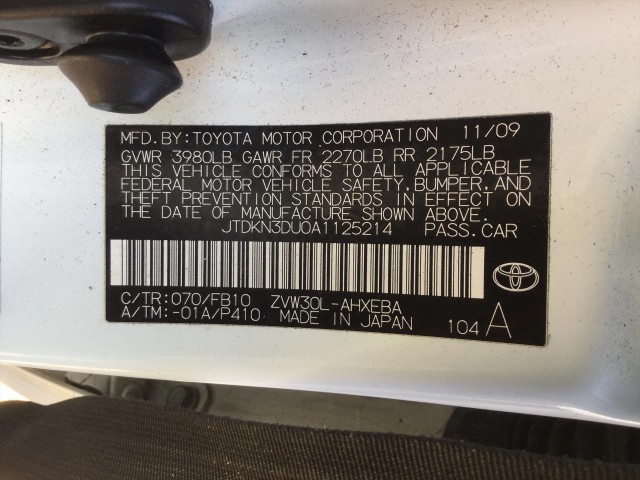 MFD. BY: TOYOTA MOTOR CORPORATION 11/09
GVWR 3980LB GAWR FR 2270LB RR 2175LB
THIS VEHICLE CONFORMS TO ALL APPLICABLE
FEDERAL MOTOR VEHICLE SAFETY, BUMPER, AND
THEFT PREVENTION STANDARDS IN EFFECT ON
THE DATE OF MANUFACTURE SHOWN ABOVE.
JTDKN3DU0A1125214 PASS. CAR
C/TR: 070/FB10 ZVW30L-AHXEBA
A/TM: -01A/P410 MADE IN JAPAN 104 A